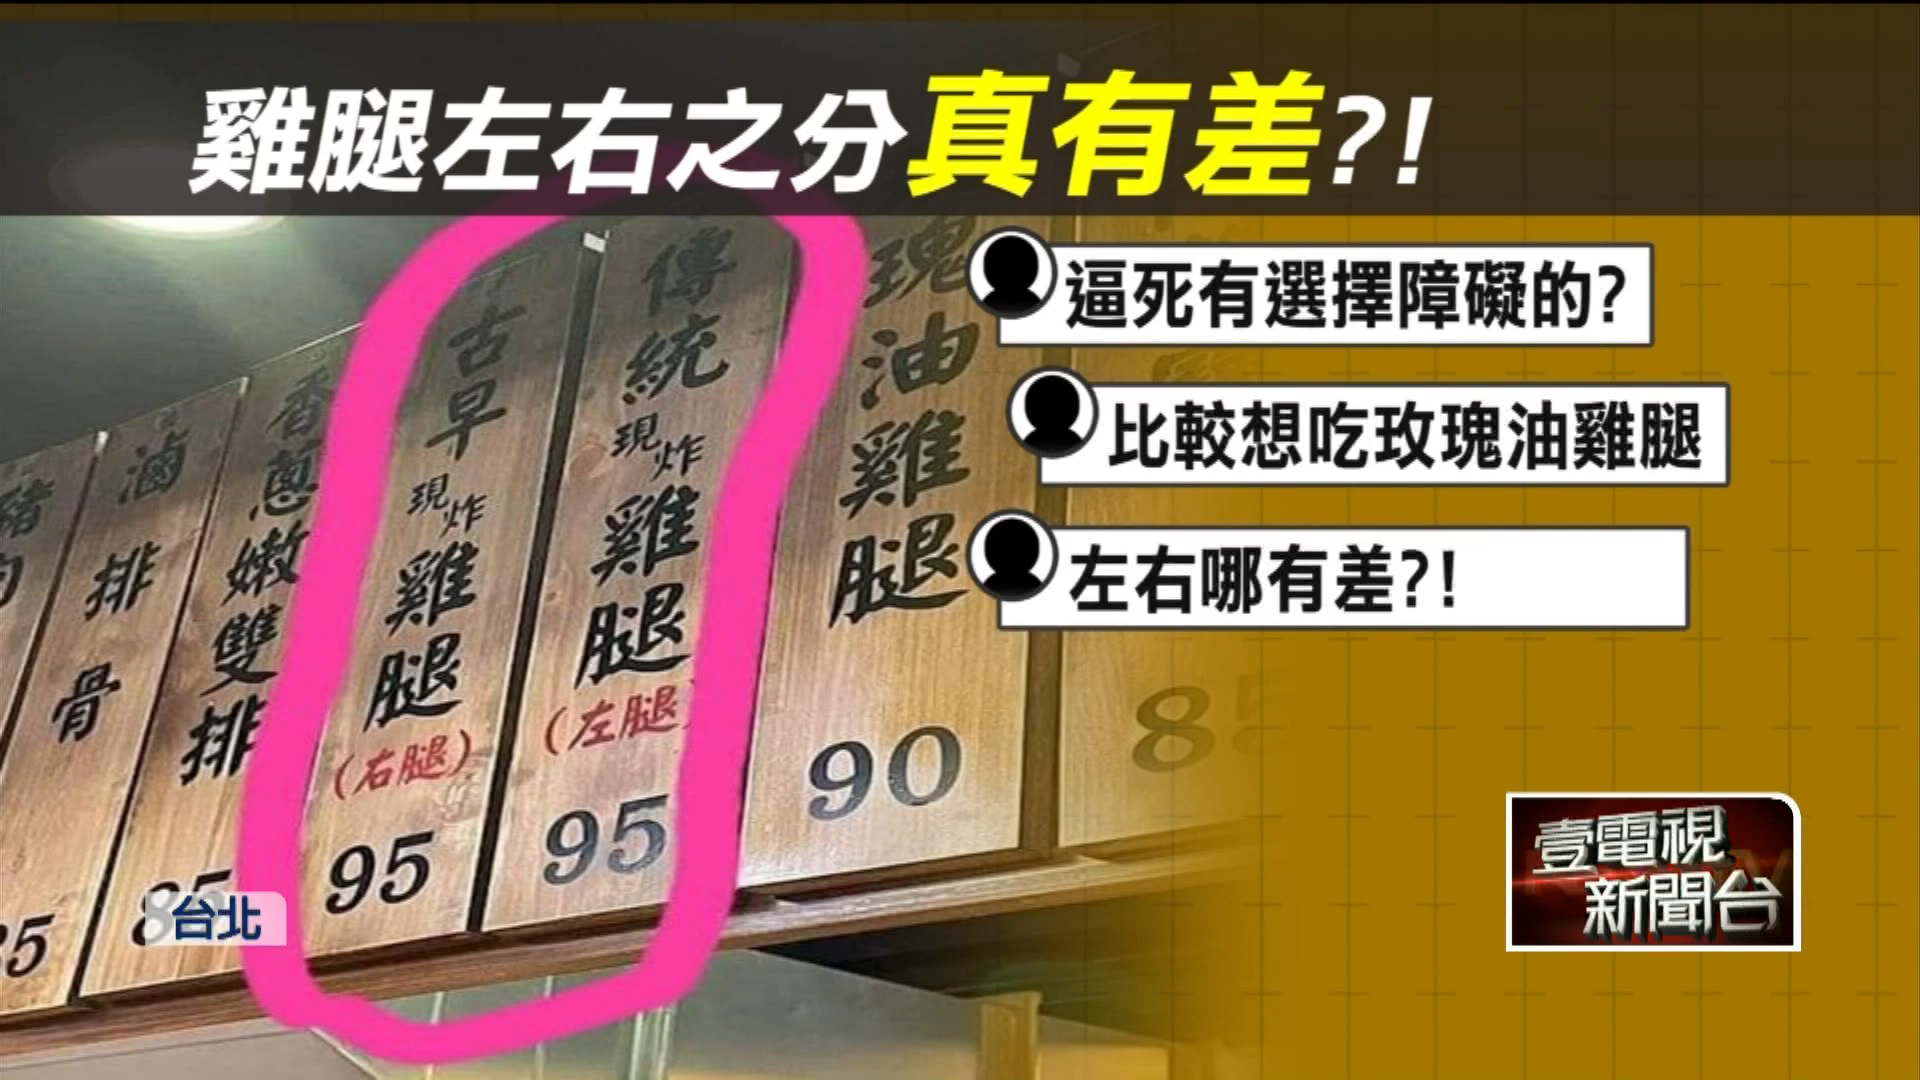 雞腿左右之分真有差?!
逼死有選擇障礙的?
比較想吃玫瑰油雞腿
左右哪有差?!
滷排骨
香蔥嫩雙排
85
古早現炸雞腿
(右腿)
95
傳統現炸雞腿
(左腿)
95
瑰油雞腿
90
85
台北
壹電視
新聞台